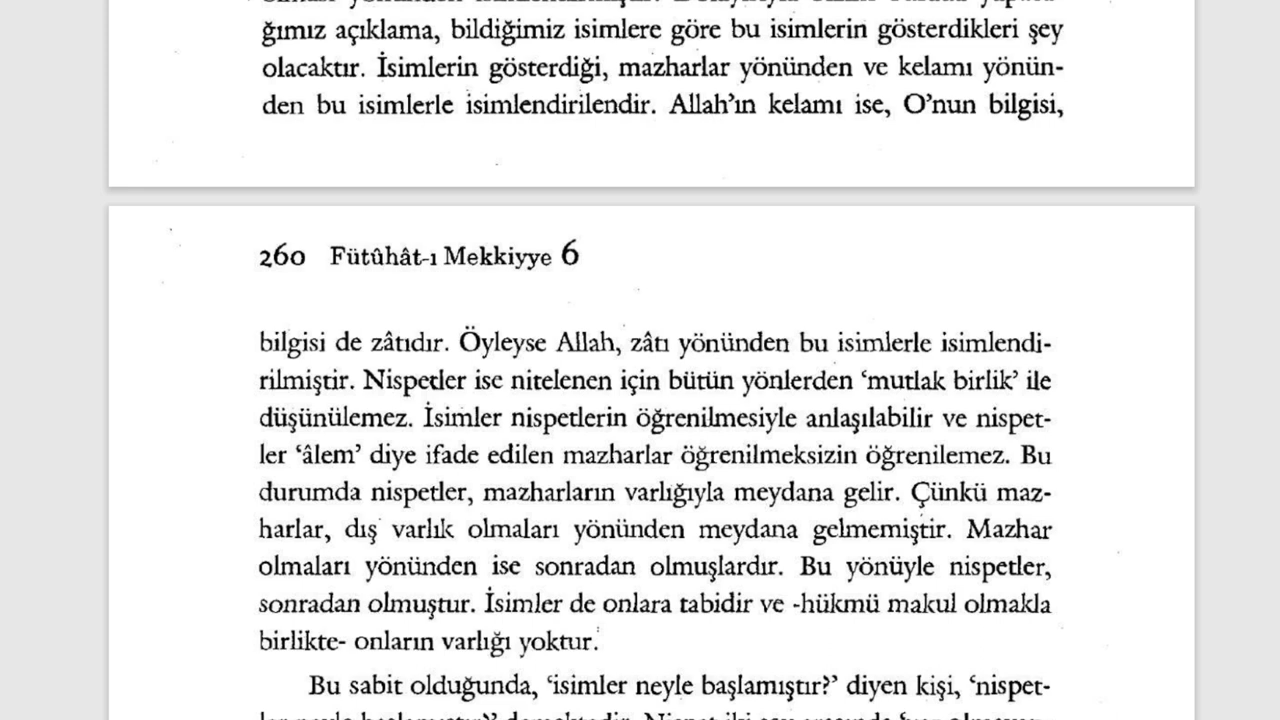 ğımız açıklama, bildiğimiz isimlere göre bu isimlerin gösterdikleri şey
olacaktır. İsimlerin gösterdiği, mazharlar yönünden ve kelamı yönün-
den bu isimlerle isimlendirilendir. Allah’ın kelamı ise, O’nun bilgisi,
260 Fütûhât-ı Mekkiyye 6
bilgisi de zâtıdır. Öyleyse Allah, zâtı yönünden bu isimlerle isimlendi-
rilmiştir. Nispetler ise nitelenen için bütün yönlerden ‘mutlak birlik’ ile
düşünülemez. İsimler nispetlerin öğrenilmesiyle anlaşılabilir ve nispet-
ler ‘âlem’ diye ifade edilen mazharlar öğrenilmeksizin öğrenilemez. Bu
durumda nispetler, mazharların varlığıyla meydana gelir. Çünkü maz-
harlar, dış varlık olmaları yönünden meydana gelmemiştir. Mazhar
olmaları yönünden ise sonradan olmuşlardır. Bu yönüyle nispetler,
sonradan olmuştur. İsimler de onlara tabidir ve -hükmü makul olmakla
birlikte- onların varlığı yoktur.
Bu sabit olduğunda, ‘isimler neyle başlamıştır?’ diyen kişi, ‘nispet-